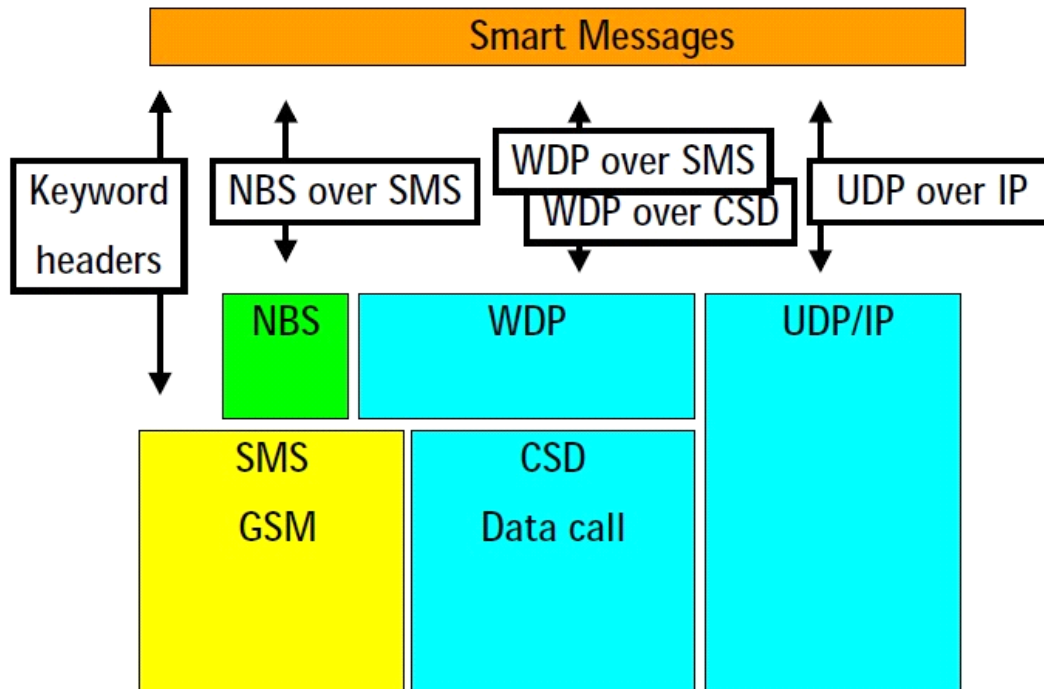 Smart Messages
Keyword
headers
NBS over SMS
WDP over SMS
WDP over CSD
UDP over IP
NBS
WDP
UDP/IP
SMS
GSM
CSD
Data call